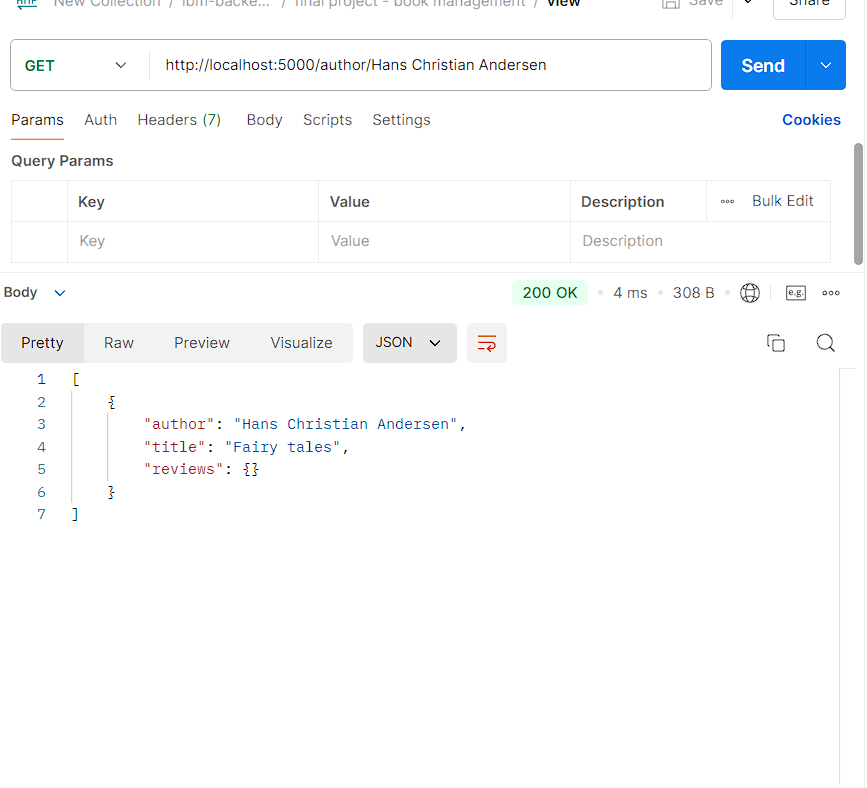 HTTP New Collection / ibm-backe... / final project - book management / view Save Share
GET http://localhost:5000/author/Hans Christian Andersen Send
Params Auth Headers (7) Body Scripts Settings Cookies
Query Params
Key Value Description Bulk Edit
Key Value Description
Body 200 OK 4 ms 308 B e.g.
Pretty Raw Preview Visualize JSON
1 [
2 {
3 "author": "Hans Christian Andersen",
4 "title": "Fairy tales",
5 "reviews": {}
6 }
7 ]